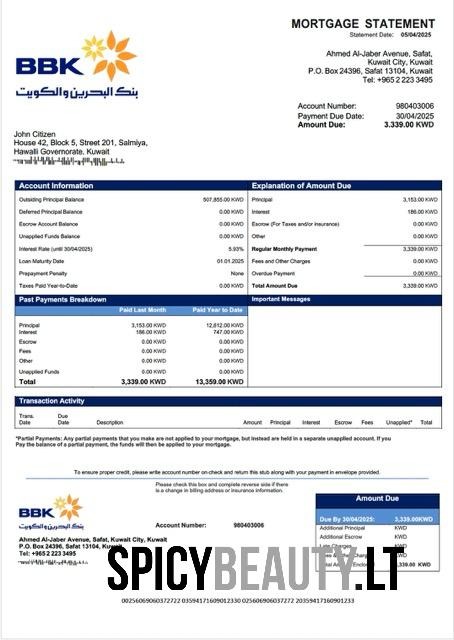 MORTGAGE STATEMENT
Statement Date: 05/04/2025
BBK
بنك البحرين والكويت
Ahmed Al-Jaber Avenue, Safat,
Kuwait City, Kuwait
P.O. Box 24396, Safat 13104, Kuwait
Tel: +965 2 223 3495
Account Number: 980403006
Payment Due Date: 30/04/2025
Amount Due: 3.339.00 KWD
John Citizen
House 42, Block 5, Street 201, Salmiya,
Hawalli Governorate, Kuwait
Account Information
Outsiding Principal Balance 507,855.00 KWD
Deferred Principal Balance 0.00 KWD
Escrow Account Balance 0.00 KWD
Unapplied Funds Balance 0.00 KWD
Interest Rate (until 30/04/2025) 5.93%
Loan Maturity Date 01.01.2025
Prepayment Penalty None
Taxes Paid Year-to-Date 0.00 KWD
Explanation of Amount Due
Principal 3,153.00 KWD
Interest 186.00 KWD
Escrow (For Taxes and/or insurance) 0.00 KWD
Other 0.00 KWD
Regular Monthly Payment 3,339.00 KWD
Fees and Other Charges 0.00 KWD
Overdue Payment 0.00 KWD
Total Amount Due 3,339.00 KWD
Past Payments Breakdown
Paid Last Month Paid Year to Date
Principal 3,153.00 KWD 12,612.00 KWD
Interest 186.00 KWD 747.00 KWD
Escrow 0.00 KWD 0.00 KWD
Fees 0.00 KWD 0.00 KWD
Other 0.00 KWD 0.00 KWD
Unapplied Funds 0.00 KWD 0.00 KWD
Total 3,339.00 KWD 13,359.00 KWD
Important Messages
Transaction Activity
Trans. Date Due Date Description Amount Principal Interest Escrow Fees Unapplied* Total
*Partial Payments: Any partial payments that you make are not applied to your mortgage, but instead are held in a separate unapplied account. If you
Pay the balance of a partial payment, the funds will then be applied to your mortgage.
To ensure proper credit, please write account number on check and return this stub along with your payment in envelope provided.
Please check this box and complete reverse side if there
is a change in billing address or insurance information.
BBK
بنك البحرين والكويت
Account Number: 980403006
Ahmed Al-Jaber Avenue, Safat, Kuwait City, Kuwait
P.O. Box 24396, Safat 13104, Kuwait
Tel: +965 2 223 3495
Amount Due
Due By 30/04/2025: 3,339.00KWD
Additional Principal KWD
Additional Escrow KWD
SPICYBEAUTY.LT